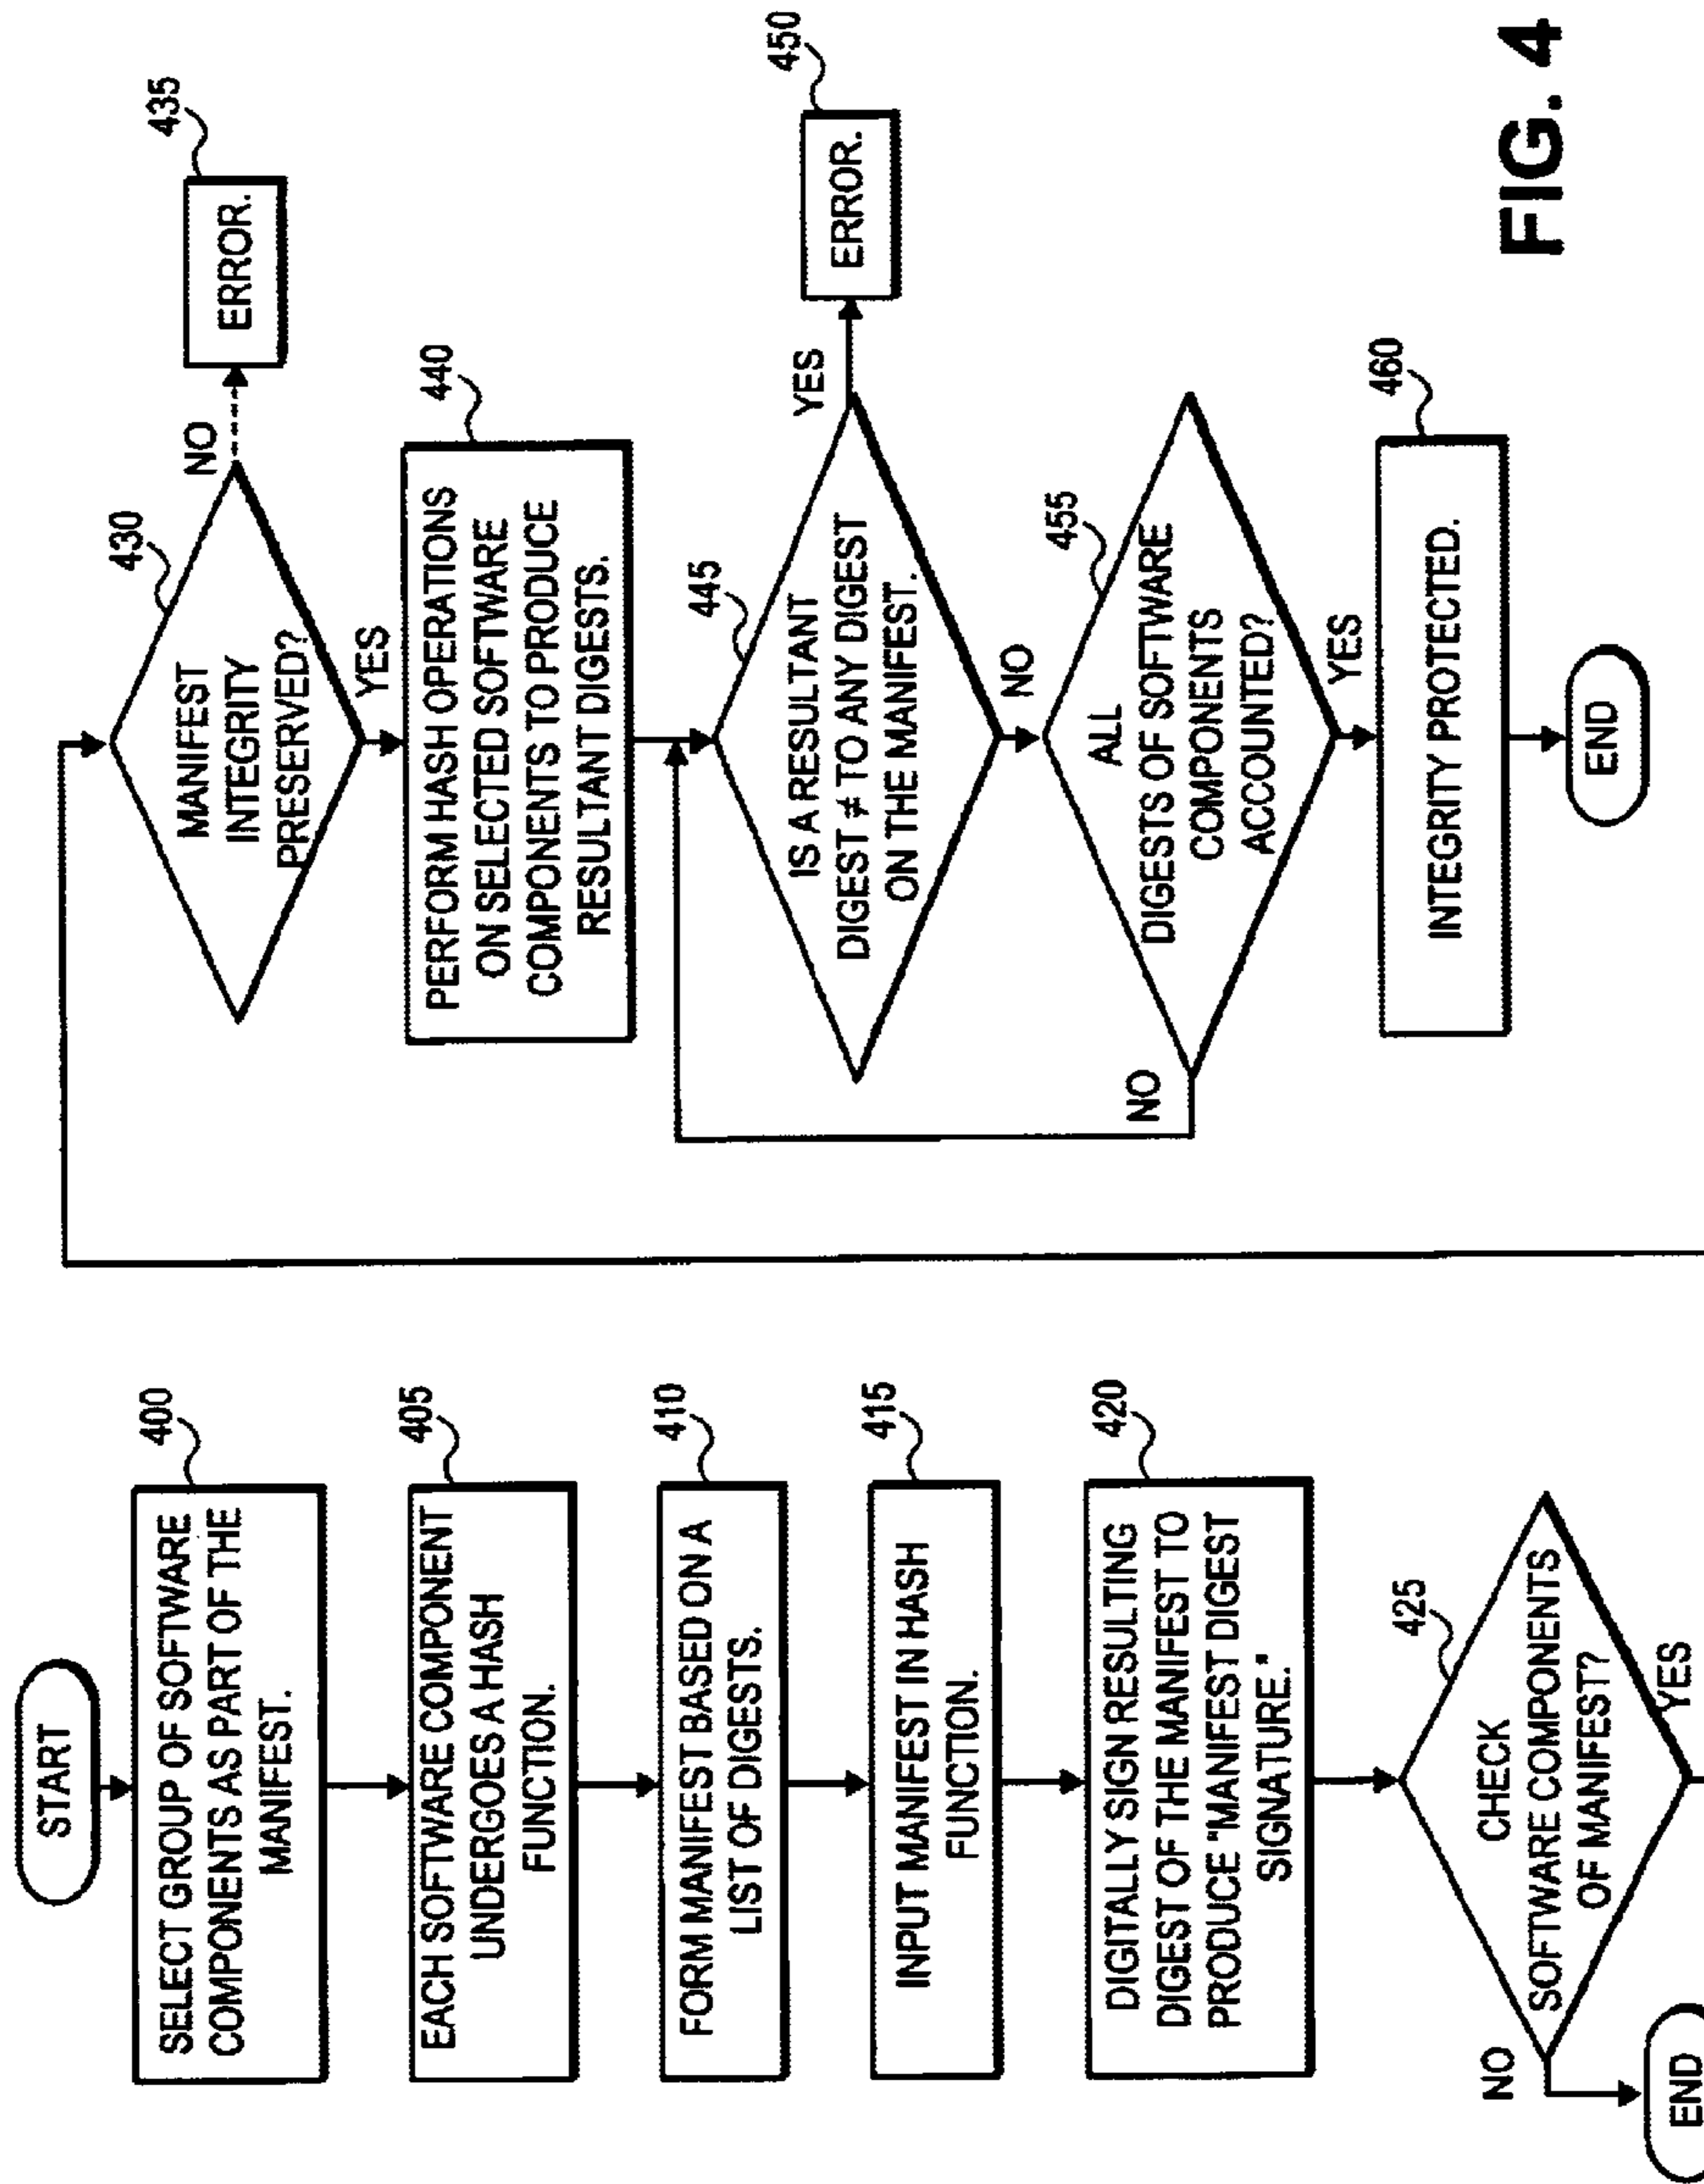 START
400
SELECT GROUP OF SOFTWARE
COMPONENTS AS PART OF THE
MANIFEST.
405
EACH SOFTWARE COMPONENT
UNDERGOES A HASH
FUNCTION.
410
FORM MANIFEST BASED ON A
LIST OF DIGESTS.
415
INPUT MANIFEST IN HASH
FUNCTION.
420
DIGITALLY SIGN RESULTING
DIGEST OF THE MANIFEST TO
PRODUCE "MANIFEST DIGEST
SIGNATURE."
425
CHECK
SOFTWARE COMPONENTS
OF MANIFEST?
NO
YES
END
430
MANIFEST
INTEGRITY
PRESERVED?
NO
435
ERROR.
YES
440
PERFORM HASH OPERATIONS
ON SELECTED SOFTWARE
COMPONENTS TO PRODUCE
RESULTANT DIGESTS.
445
IS A RESULTANT
DIGEST ≠ TO ANY DIGEST
ON THE MANIFEST.
YES
450
ERROR.
NO
455
ALL
DIGESTS OF SOFTWARE
COMPONENTS
ACCOUNTED?
NO
YES
460
INTEGRITY PROTECTED.
END
FIG. 4